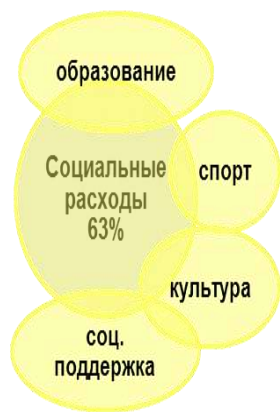 образование
Социальные
расходы
63%
спорт
культура
соц.
поддержка